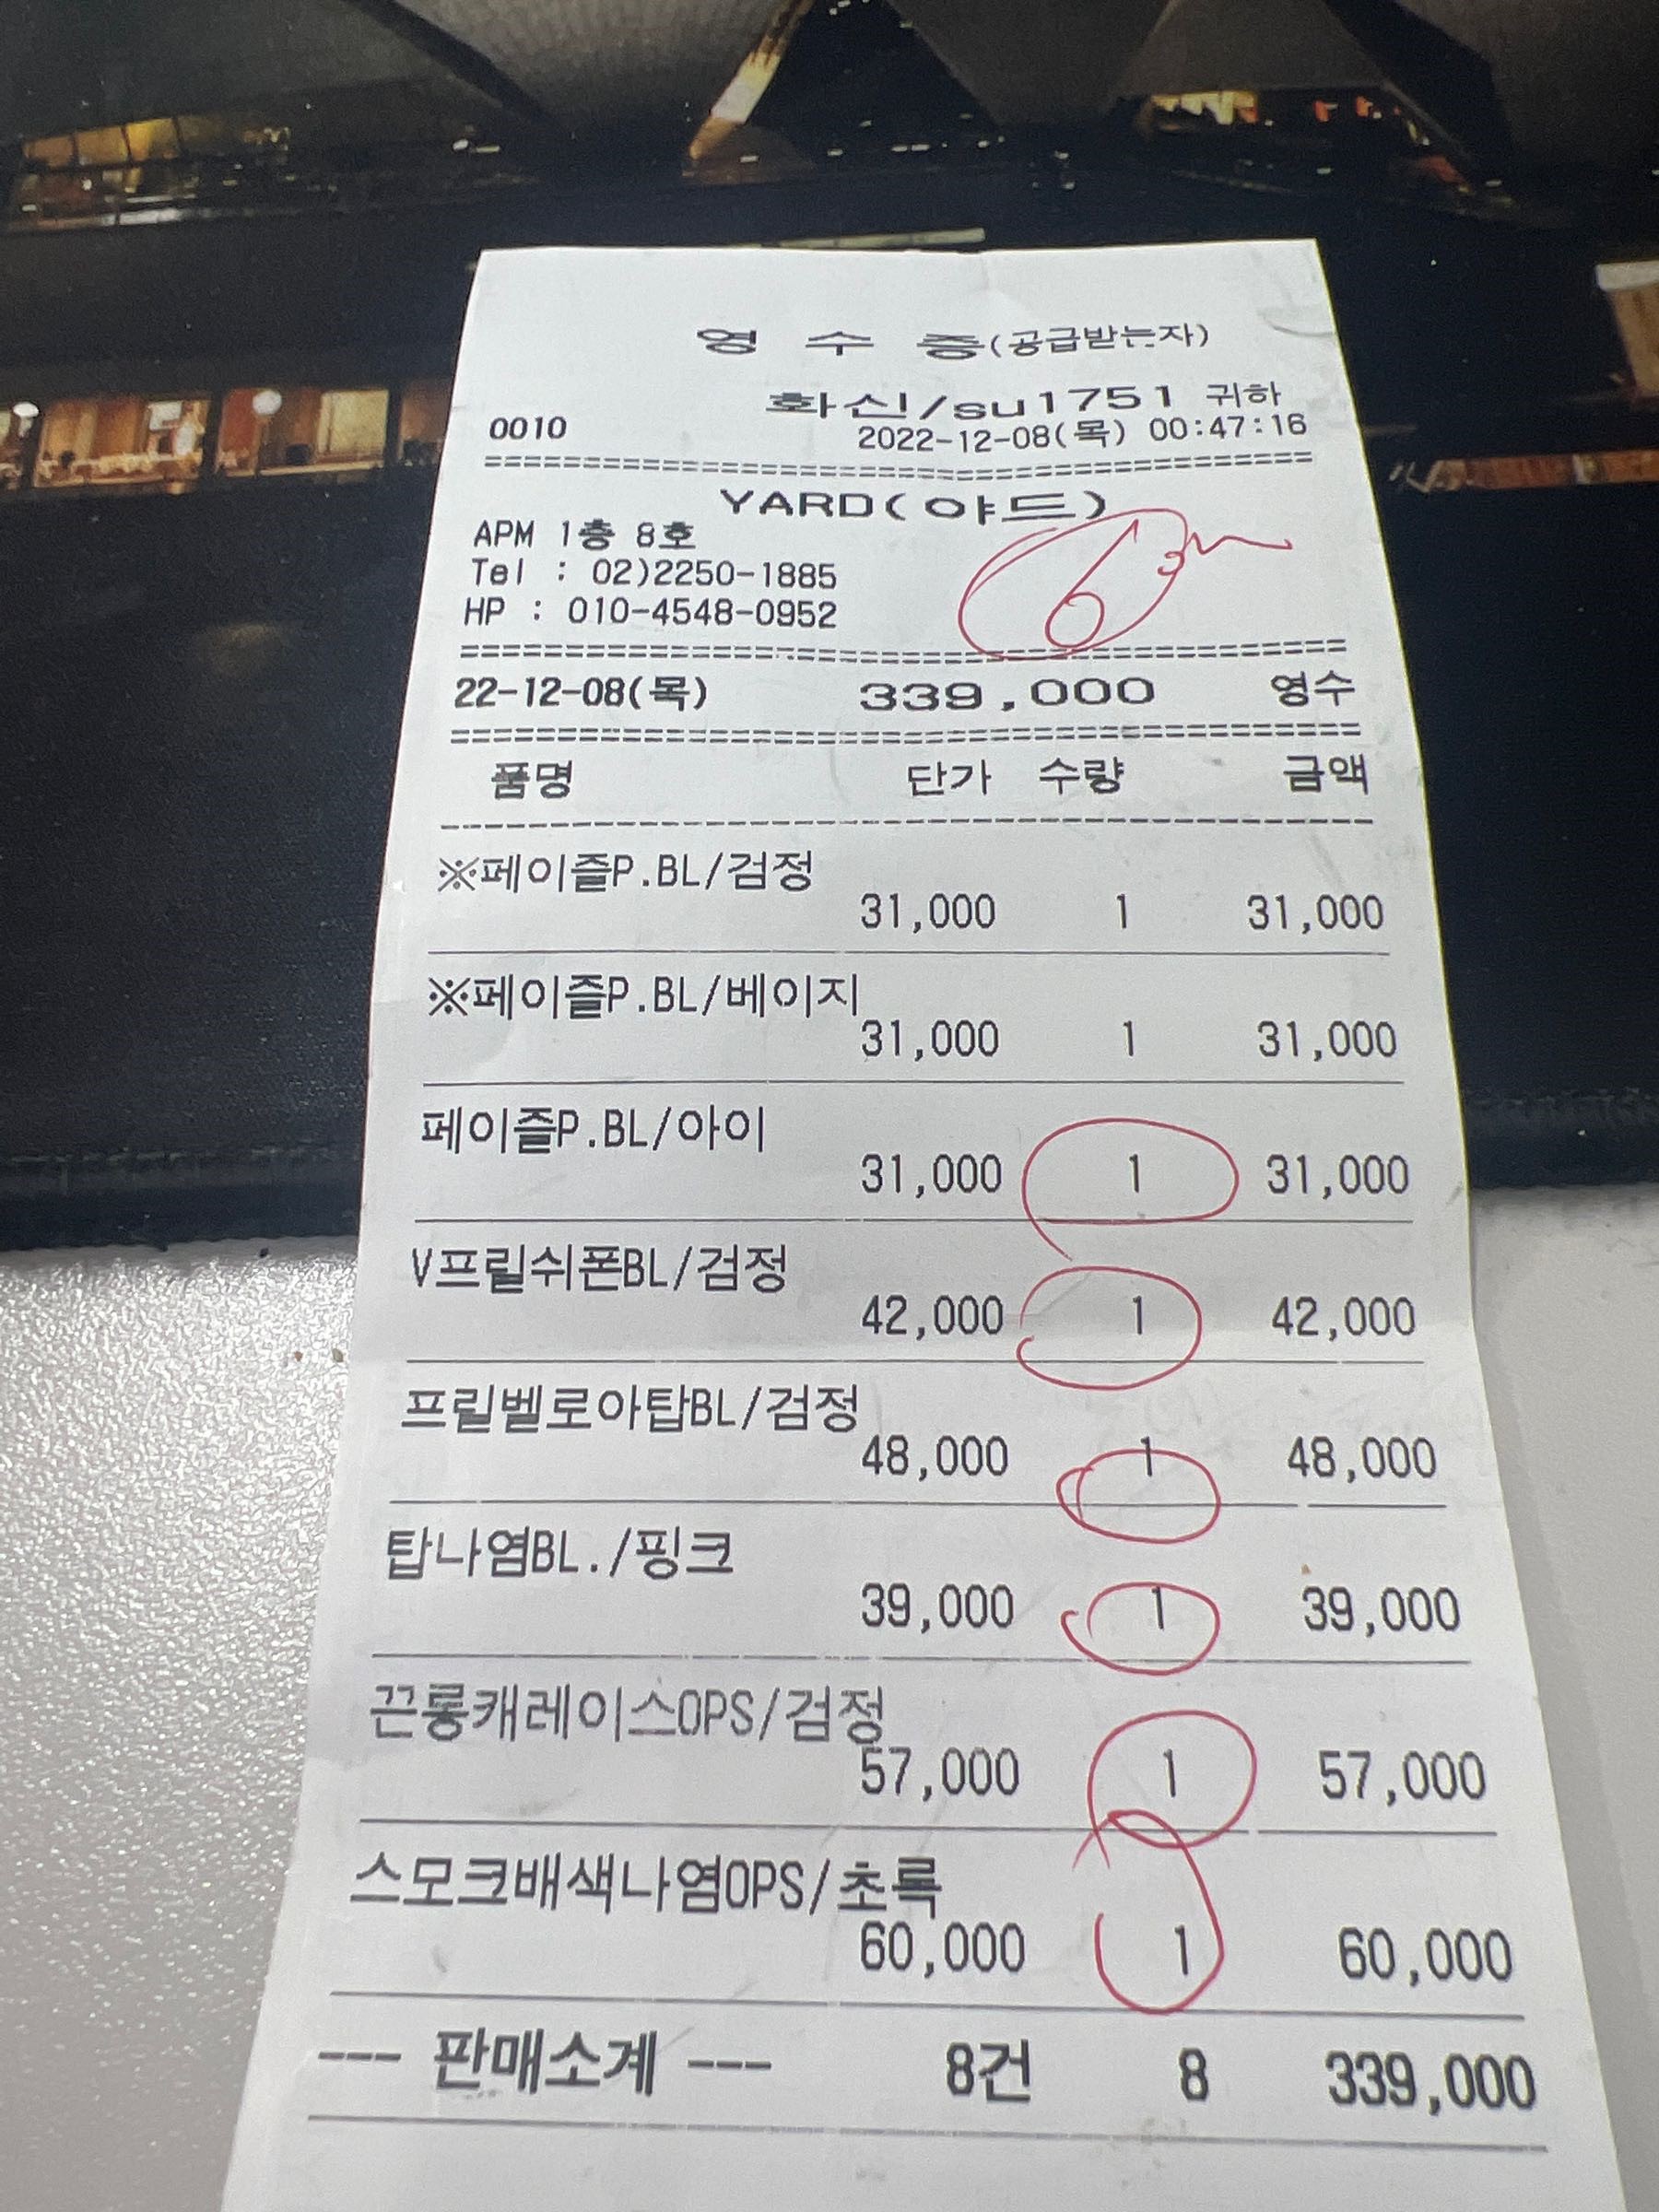 영 수 증(공급받는자)
화신/su1751 귀하
0010 2022-12-08(목) 00:47:16
YARD(야드)
APM 1층 8호
Tel : 02)2250-1885
HP : 010-4548-0952
22-12-08(목) 339,000 영수
품명 단가 수량 금액
※페이즐P.BL/검정
31,000 1 31,000
※페이즐P.BL/베이지
31,000 1 31,000
페이즐P.BL/아이
31,000 1 31,000
V프릴쉬폰BL/검정
42,000 1 42,000
프릴벨로아탑BL/검정
48,000 1 48,000
탑나염BL./핑크
39,000 1 39,000
끈롱캐레이스OPS/검정
57,000 1 57,000
스모크배색나염OPS/초록
60,000 1 60,000
--- 판매소계 --- 8건 8 339,000